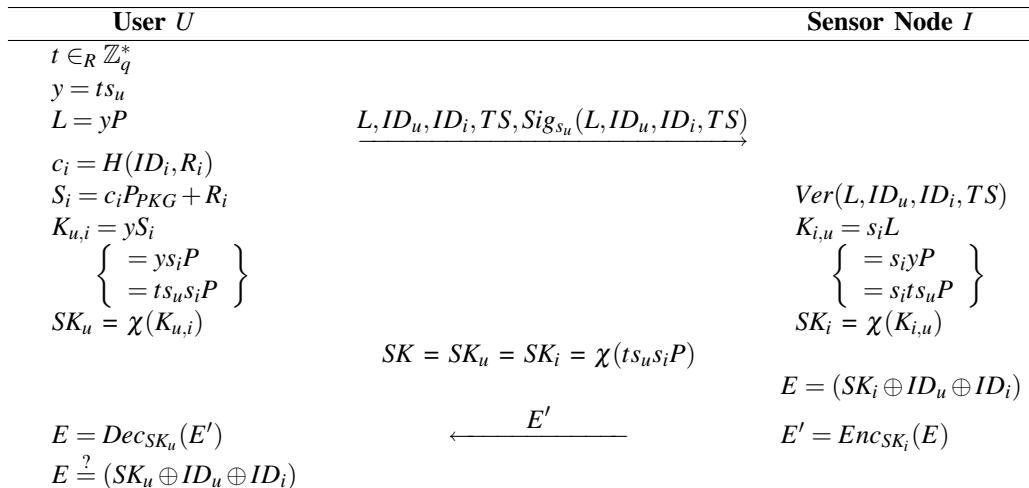 User U Sensor Node I
t ∈_R ℤ_q^*
y = ts_u
L = yP L, ID_u, ID_i, TS, Sig_{s_u}(L, ID_u, ID_i, TS)
c_i = H(ID_i, R_i)
S_i = c_i P_{PKG} + R_i Ver(L, ID_u, ID_i, TS)
K_{u,i} = yS_i K_{i,u} = s_i L
{ = ys_i P } { = s_i yP }
{ = ts_u s_i P } { = s_i ts_u P }
SK_u = χ(K_{u,i}) SK_i = χ(K_{i,u})
SK = SK_u = SK_i = χ(ts_u s_i P)
E = (SK_i ⊕ ID_u ⊕ ID_i)
E = Dec_{SK_u}(E′) E′ E′ = Enc_{SK_i}(E)
E ≟ (SK_u ⊕ ID_u ⊕ ID_i)